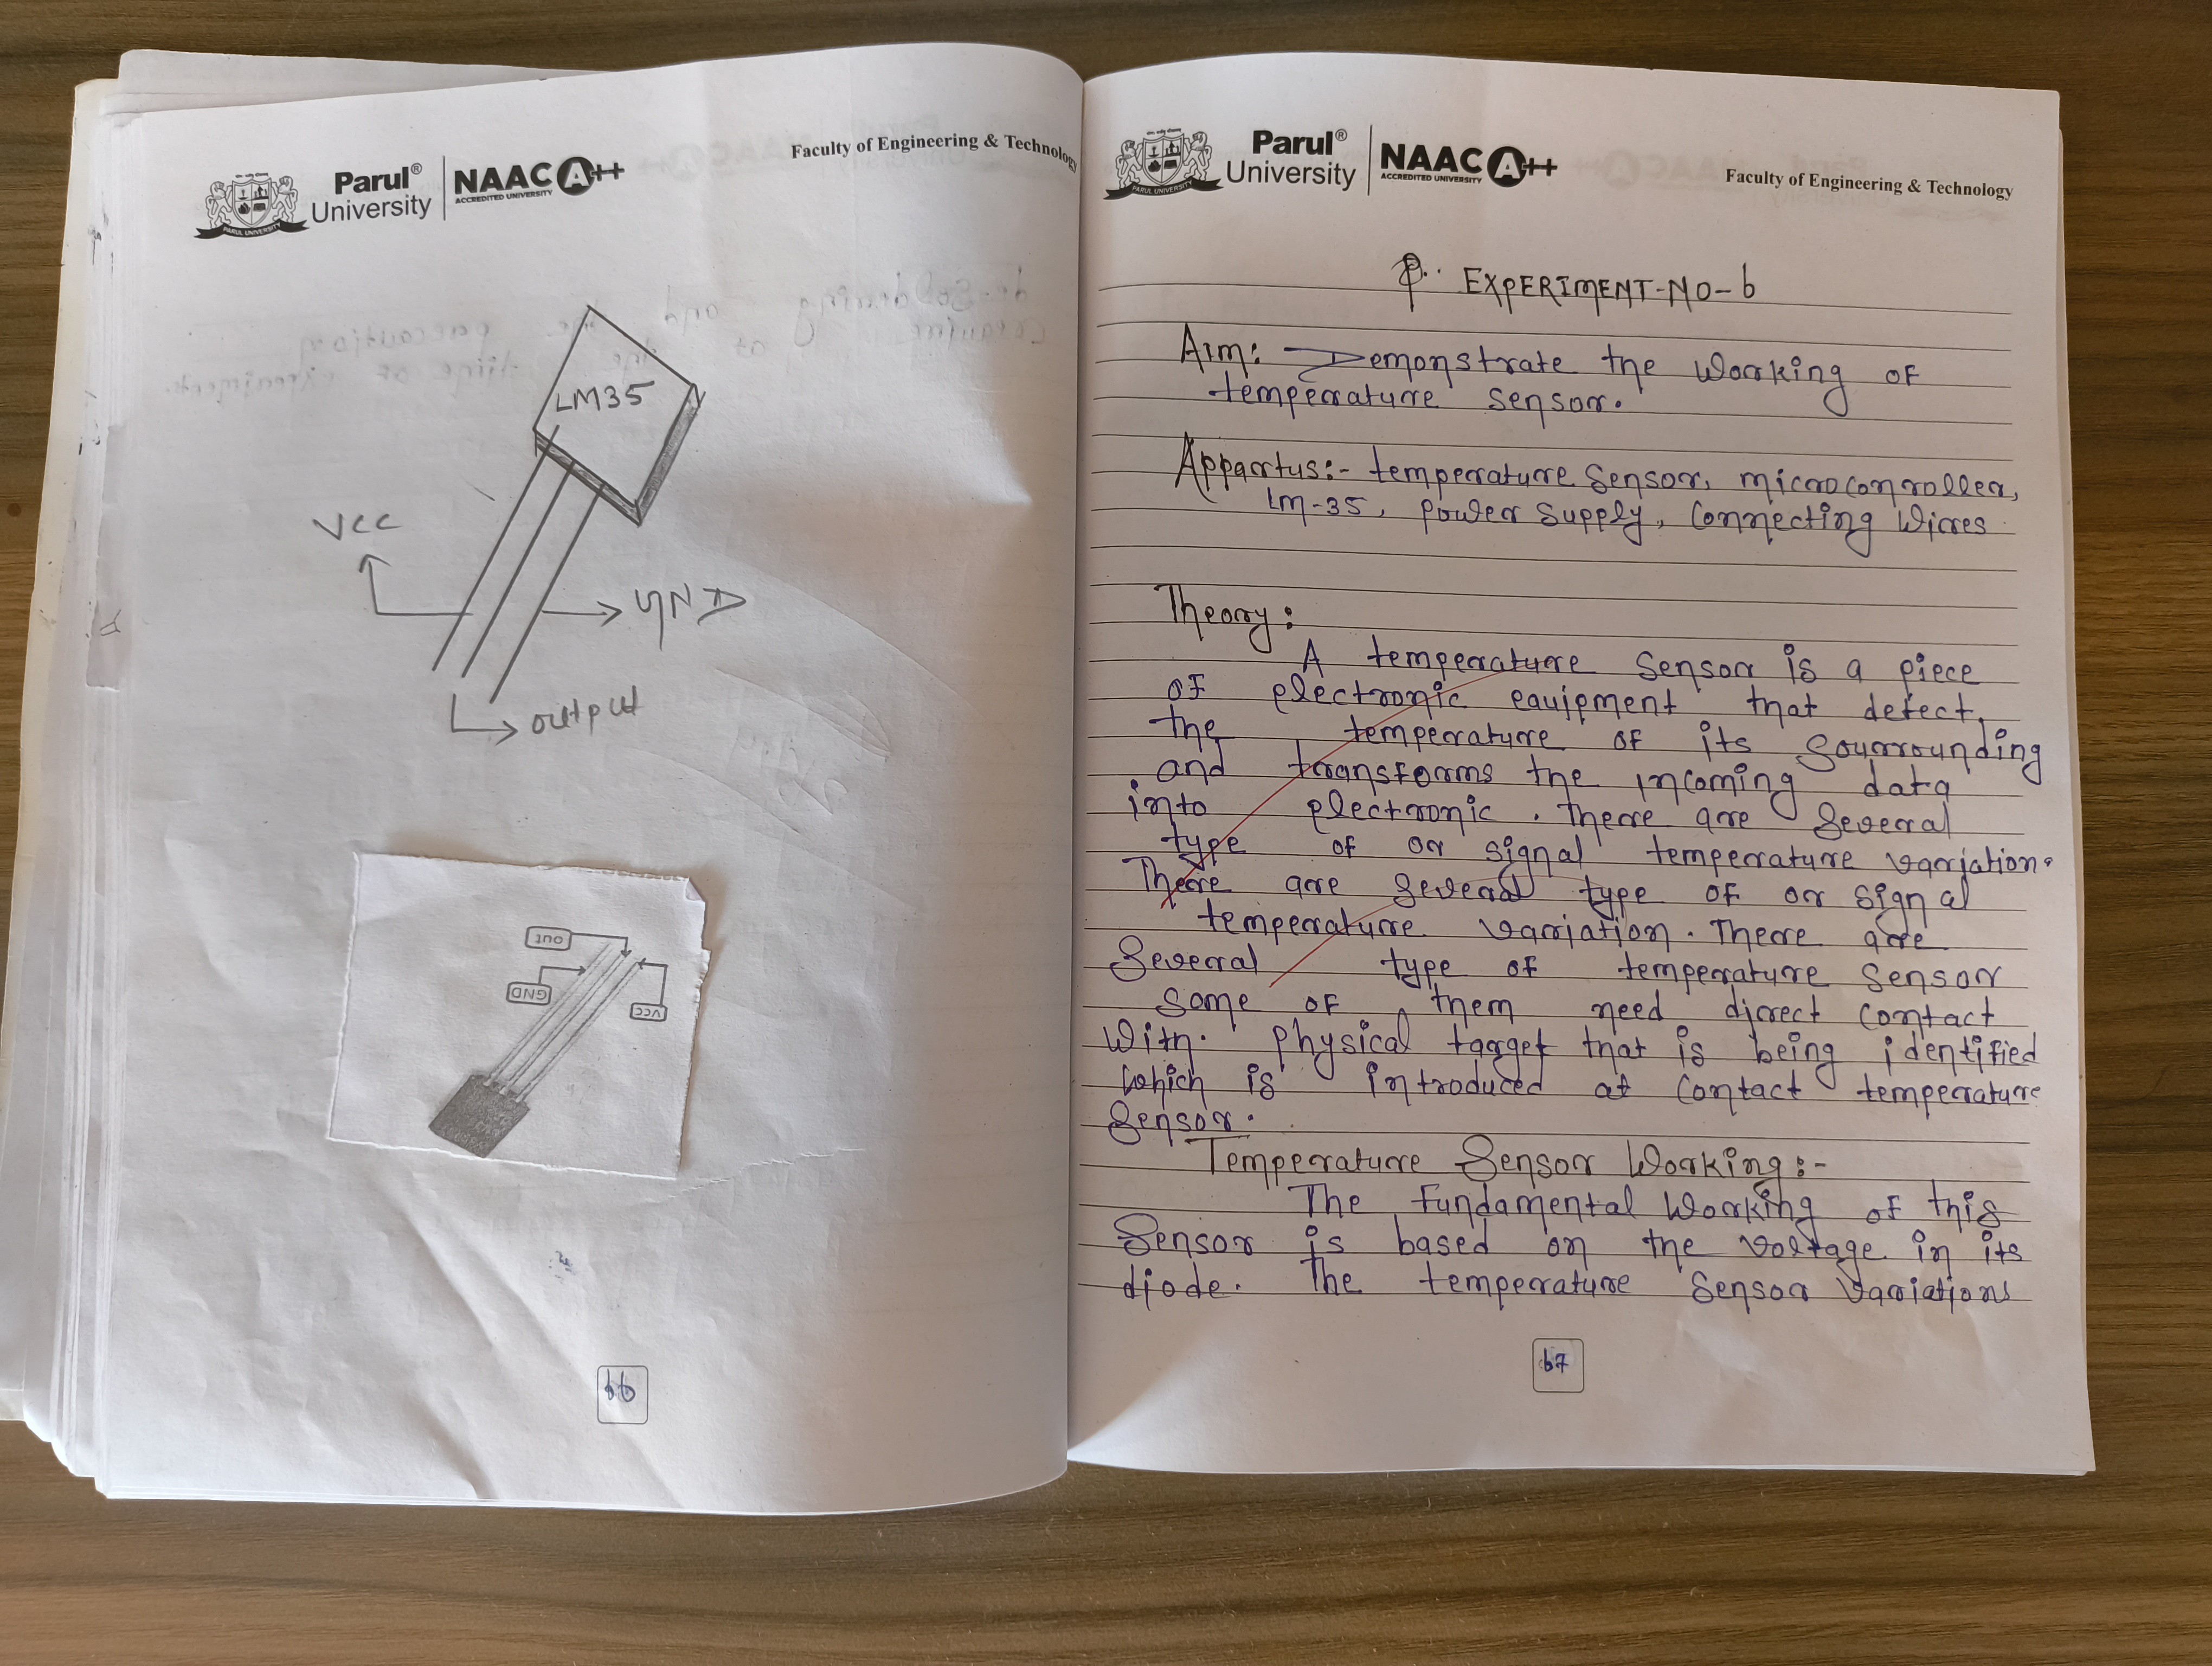 Parul® University
NAAC A++
ACCREDITED UNIVERSITY
PARUL UNIVERSITY
Faculty of Engineering & Technology
LM35
VCC
GND
output
OUT
GND
VCC
66
Parul® University
NAAC A++
ACCREDITED UNIVERSITY
PARUL UNIVERSITY
Faculty of Engineering & Technology
EXPERIMENT-NO-6
Aim: Demonstrate the working of
temperature sensor.
Appartus:- temperature sensor, microconroller,
LM-35, power supply, connecting wires
Theory:
A temperature sensor is a piece
of electronic equipment that detect
the temperature of its sourrounding
and transforms the incoming data
into electronic. There are several
type of or signal temperature variation.
There are several type of or signal
temperature variation. There are
several type of temperature sensor
some of them need direct contact
with physical target that is being identified
which is introduced at contact temperature
sensor.
Temperature Sensor Working:-
The fundamental working of this
sensor is based on the voltage in its
diode. The temperature sensor variations
67